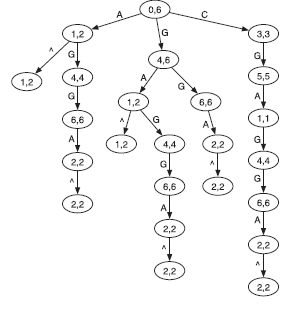 0,6
A G C
1,2 4,6 3,3
^ G A G G
1,2 4,4 1,2 6,6 5,5
G ^ G A A
6,6 1,2 4,4 2,2 1,1
A G ^ G
2,2 6,6 2,2 4,4
^ A G
2,2 2,2 6,6
^ A
2,2 2,2
^
2,2